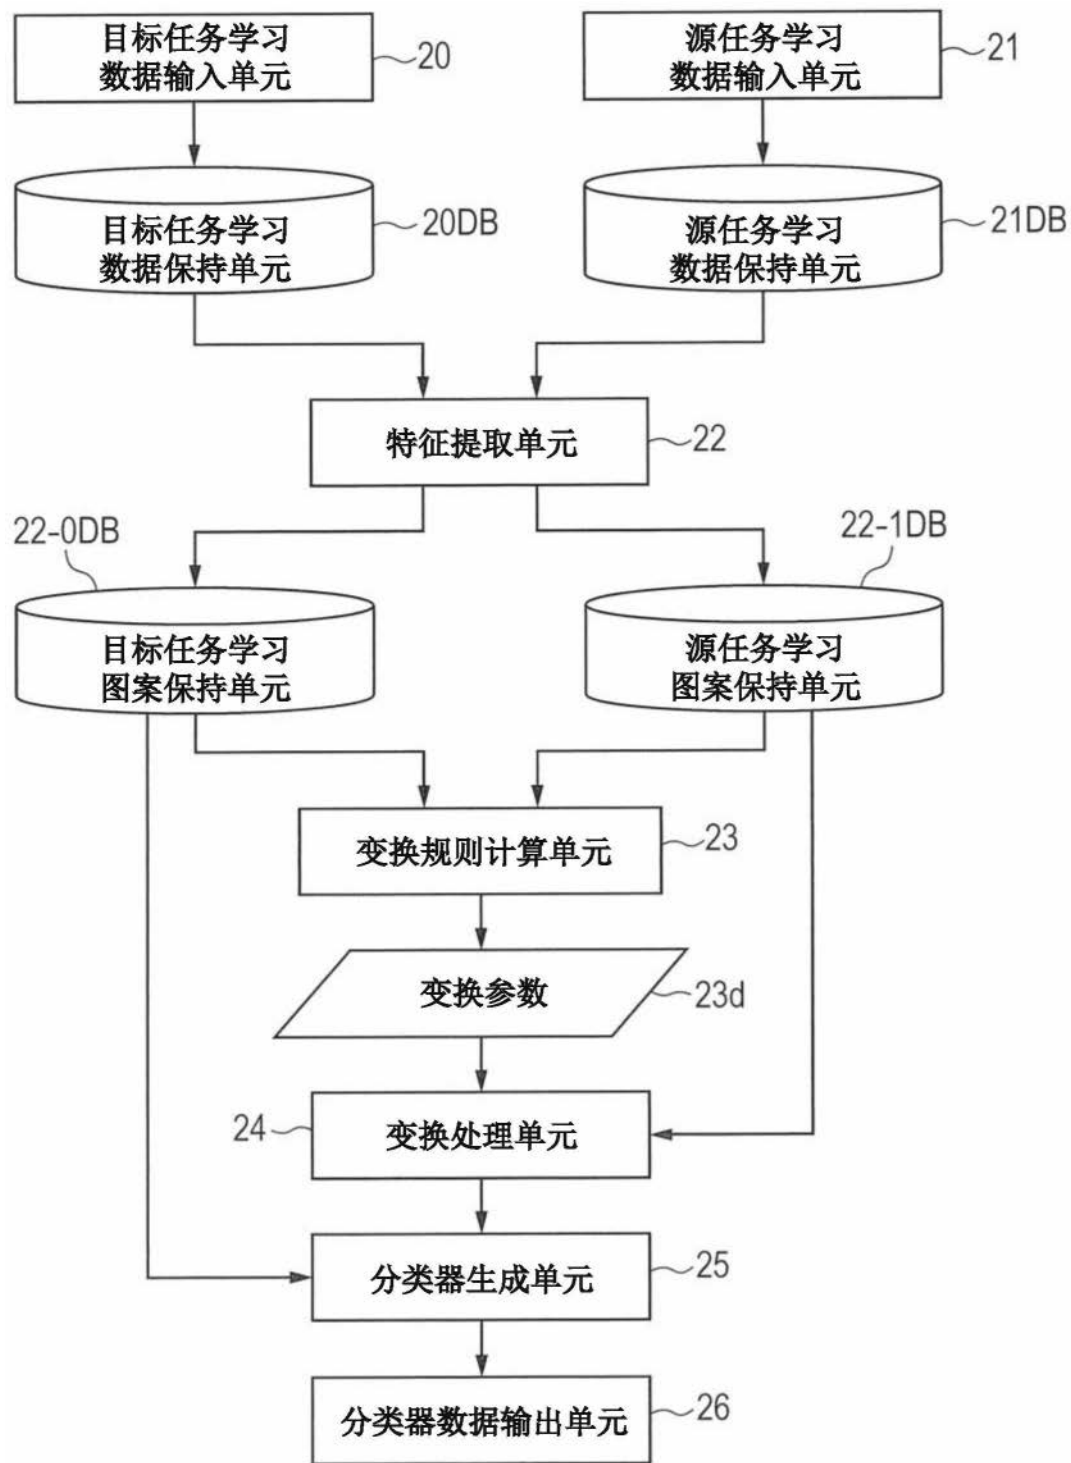 目标任务学习
数据输入单元
20
源任务学习
数据输入单元
21
目标任务学习
数据保持单元
20DB
源任务学习
数据保持单元
21DB
特征提取单元
22
22-0DB
22-1DB
目标任务学习
图案保持单元
源任务学习
图案保持单元
变换规则计算单元
23
变换参数
23d
24
变换处理单元
分类器生成单元
25
分类器数据输出单元
26